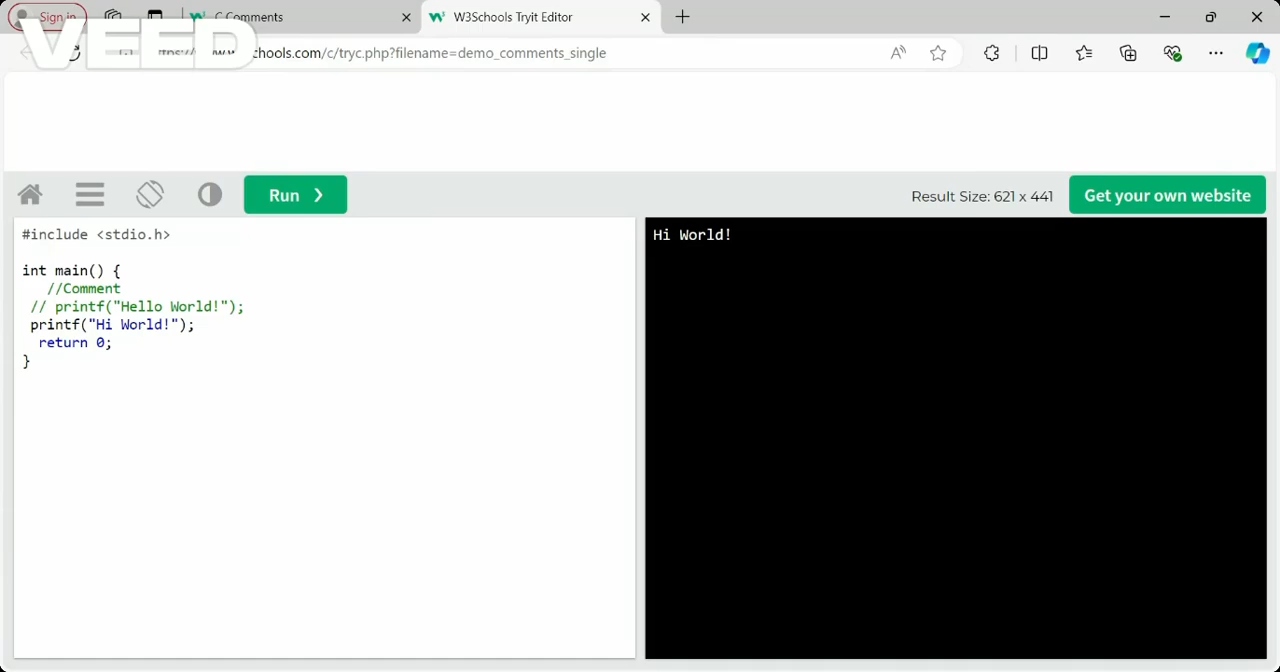 Sign in
C Comments
W3Schools Tryit Editor
VEED
chools.com/c/tryc.php?filename=demo_comments_single
Run ❯
Result Size: 621 x 441
Get your own website
#include <stdio.h>
int main() {
//Comment
// printf("Hello World!");
printf("Hi World!");
return 0;
}
Hi World!